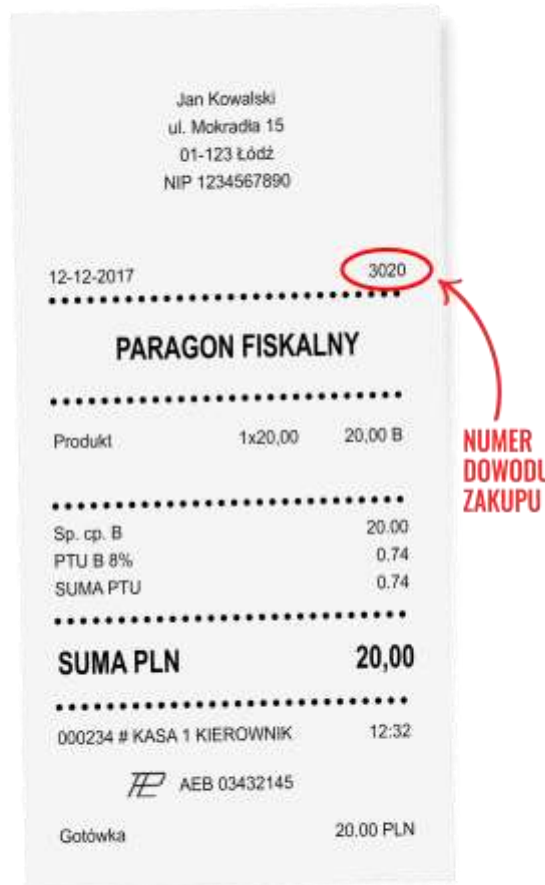 Jan Kowalski
ul. Mokradła 15
01-123 Łódź
NIP 1234567890
12-12-2017 3020
PARAGON FISKALNY
Produkt 1x20,00 20,00 B
NUMER
DOWODU
ZAKUPU
Sp. cp. B 20.00
PTU B 8% 0.74
SUMA PTU 0.74
SUMA PLN 20,00
000234 # KASA 1 KIEROWNIK 12:32
AEB 03432145
Gotówka 20.00 PLN